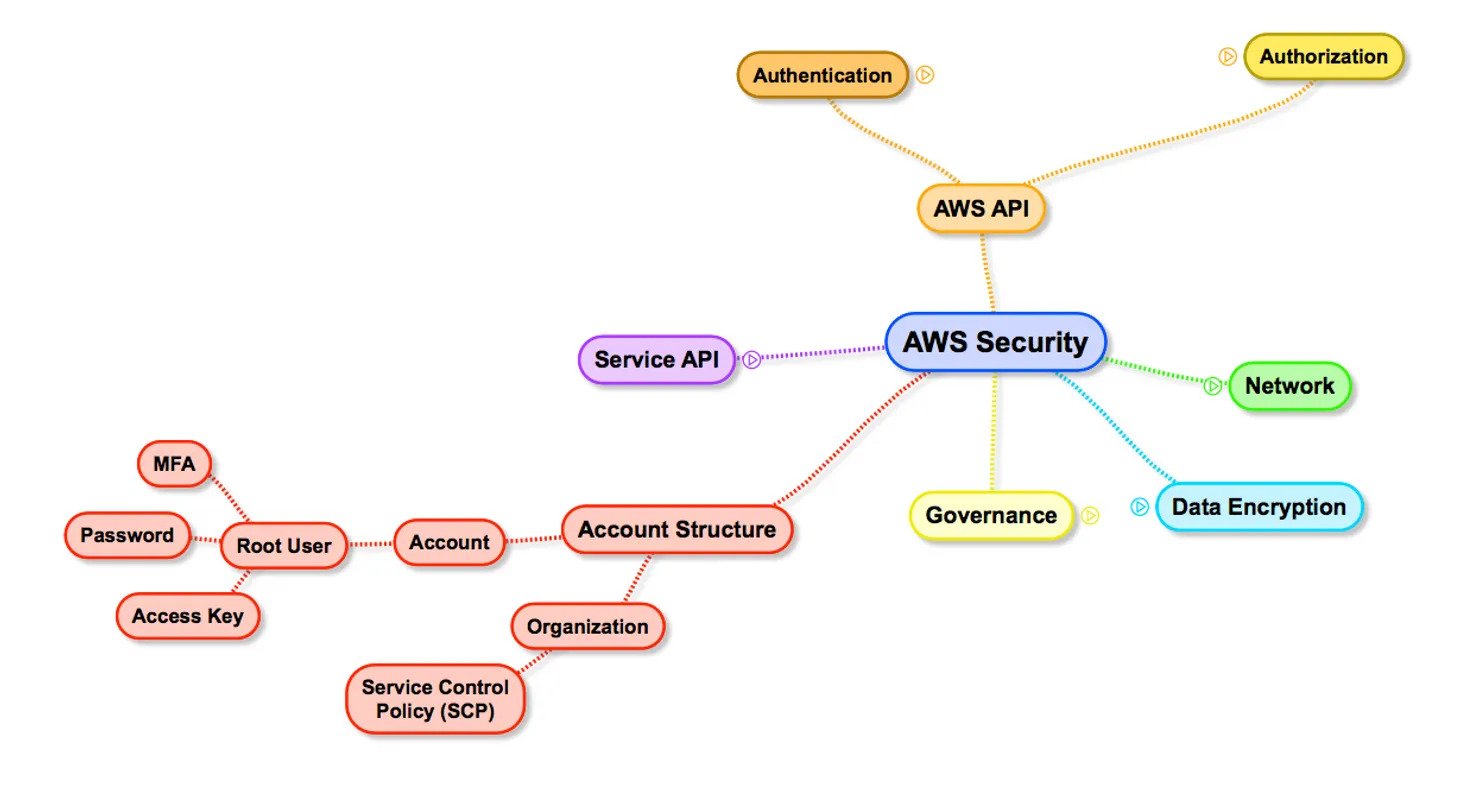 Authentication
Authorization
AWS API
AWS Security
Service API
Network
MFA
Password
Root User
Account
Account Structure
Governance
Data Encryption
Access Key
Organization
Service Control
Policy (SCP)